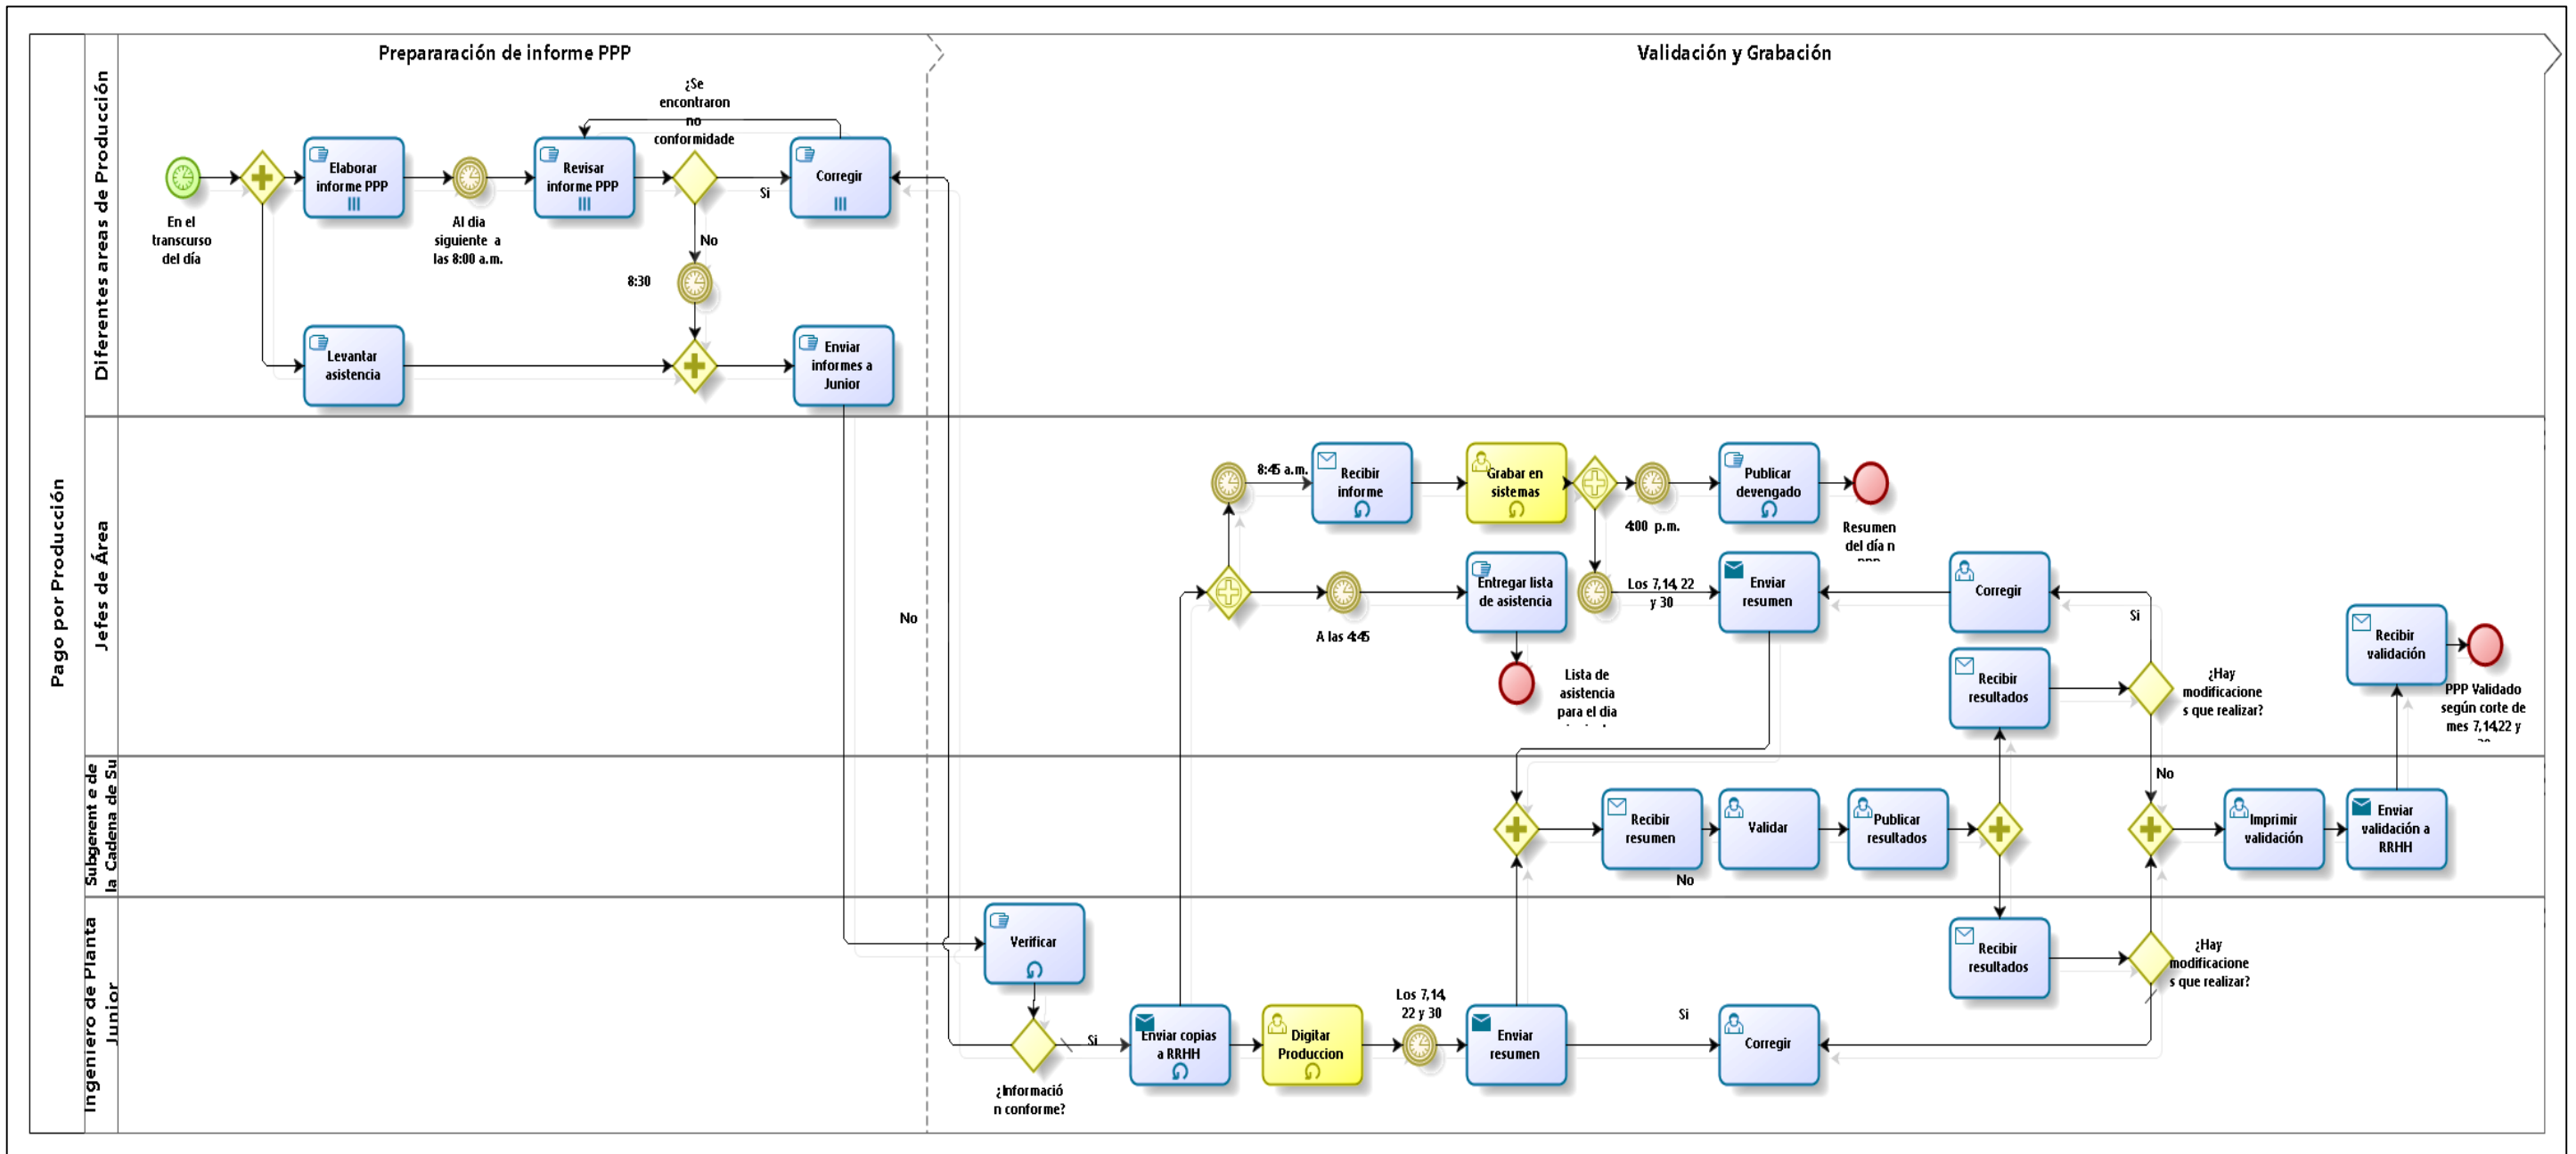 Prepararación de informe PPP
Validación y Grabación
Pago por Producción
Diferentes areas de Producción
¿Se
encontraron
no
conformidade
Elaborar
informe PPP
Revisar
informe PPP
Corregir
Si
En el
transcurso
del día
Al dia
siguiente a
las 8:00 a.m.
No
8:30
Levantar
asistencia
Enviar
informes a
Junior
Jefes de Área
8:45 a.m.
Recibir
informe
Grabar en
sistemas
Publicar
devengado
4:00 p.m.
Resumen
del día n
Entregar lista
de asistencia
Los 7,14, 22
y 30
Enviar
resumen
Corregir
Si
A las 4:45
No
Lista de
asistencia
para el dia
Recibir
resultados
¿Hay
modificacione
s que realizar?
Recibir
validación
PPP Validado
según corte de
mes 7,14,22 y
Subgerent e de
la Cadena de Su
No
Recibir
resumen
Validar
Publicar
resultados
Imprimir
validación
Enviar
validación a
RRHH
No
Ingeniero de Planta
Junior
Verificar
Recibir
resultados
¿Hay
modificacione
s que realizar?
Los 7,14,
22 y 30
Si
Si
Enviar copias
a RRHH
Digitar
Produccion
Enviar
resumen
Corregir
¿Informació
n conforme?